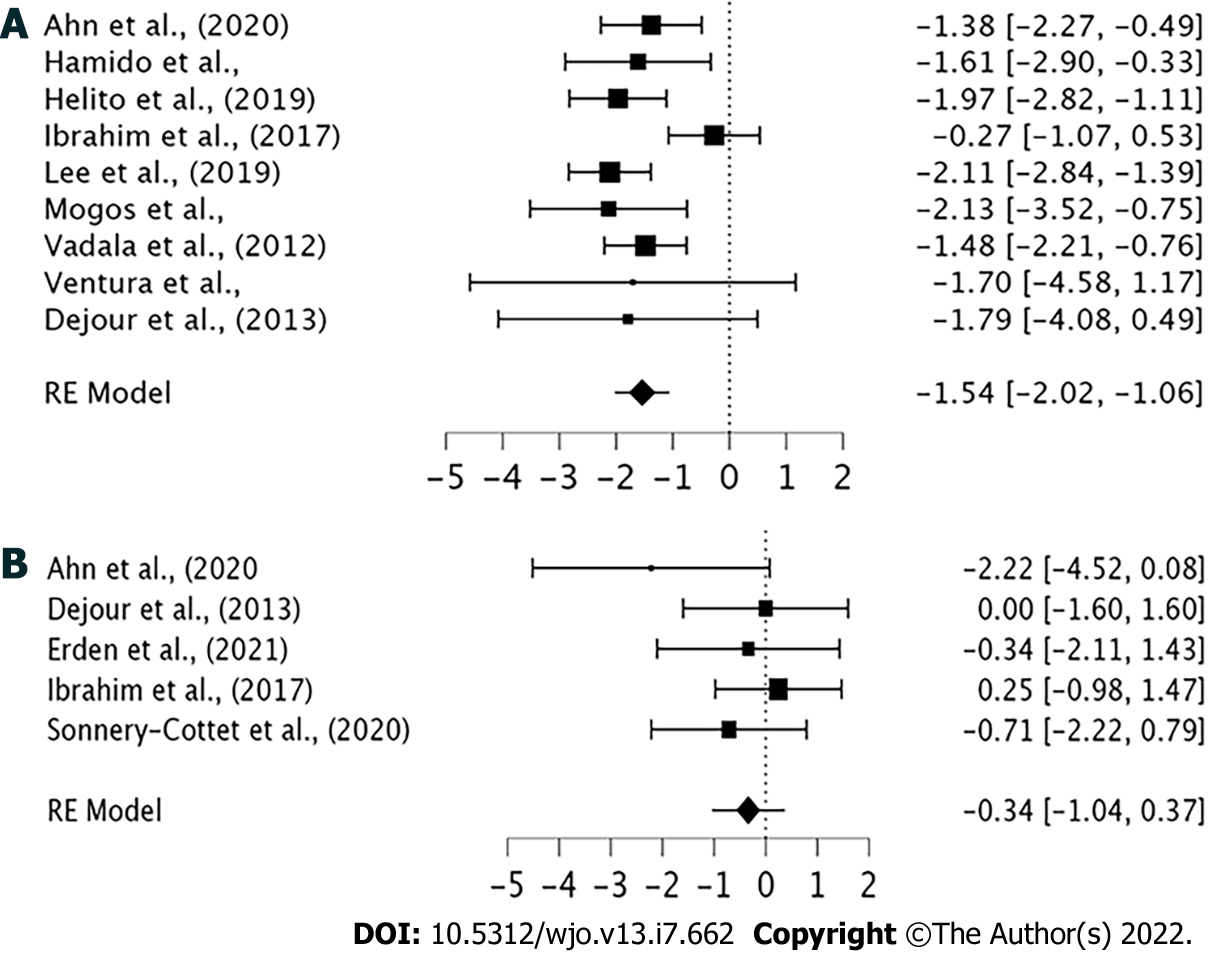 A Ahn et al., (2020) −1.38 [−2.27, −0.49]
Hamido et al., −1.61 [−2.90, −0.33]
Helito et al., (2019) −1.97 [−2.82, −1.11]
Ibrahim et al., (2017) −0.27 [−1.07, 0.53]
Lee et al., (2019) −2.11 [−2.84, −1.39]
Mogos et al., −2.13 [−3.52, −0.75]
Vadala et al., (2012) −1.48 [−2.21, −0.76]
Ventura et al., −1.70 [−4.58, 1.17]
Dejour et al., (2013) −1.79 [−4.08, 0.49]
RE Model −1.54 [−2.02, −1.06]
−5 −4 −3 −2 −1 0 1 2
B Ahn et al., (2020 −2.22 [−4.52, 0.08]
Dejour et al., (2013) 0.00 [−1.60, 1.60]
Erden et al., (2021) −0.34 [−2.11, 1.43]
Ibrahim et al., (2017) 0.25 [−0.98, 1.47]
Sonnery−Cottet et al., (2020) −0.71 [−2.22, 0.79]
RE Model −0.34 [−1.04, 0.37]
−5 −4 −3 −2 −1 0 1 2
DOI: 10.5312/wjo.v13.i7.662 Copyright ©The Author(s) 2022.